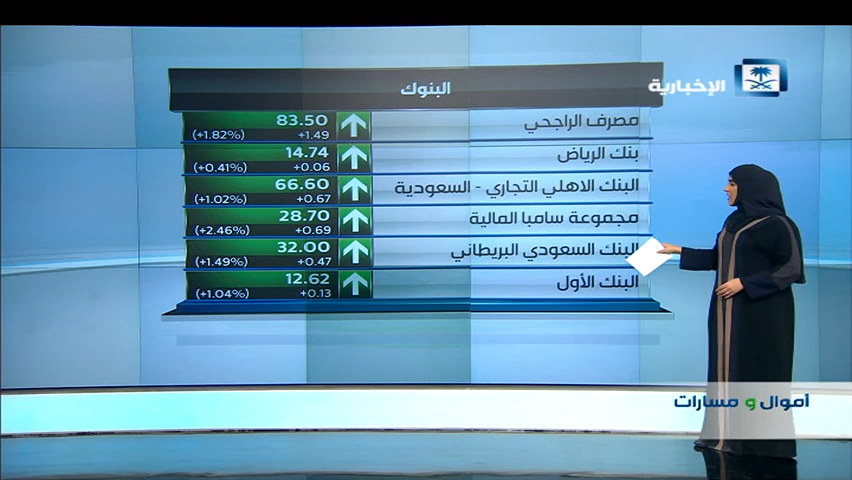 الإخبارية
البنوك
مصرف الراجحي 83.50
+1.49 (+1.82%)
بنك الرياض 14.74
+0.06 (+0.41%)
البنك الاهلي التجاري - السعودية 66.60
+0.67 (+1.02%)
مجموعة سامبا المالية 28.70
+0.69 (+2.46%)
البنك السعودي البريطاني 32.00
+0.47 (+1.49%)
البنك الأول 12.62
+0.13 (+1.04%)
أموال و مسارات